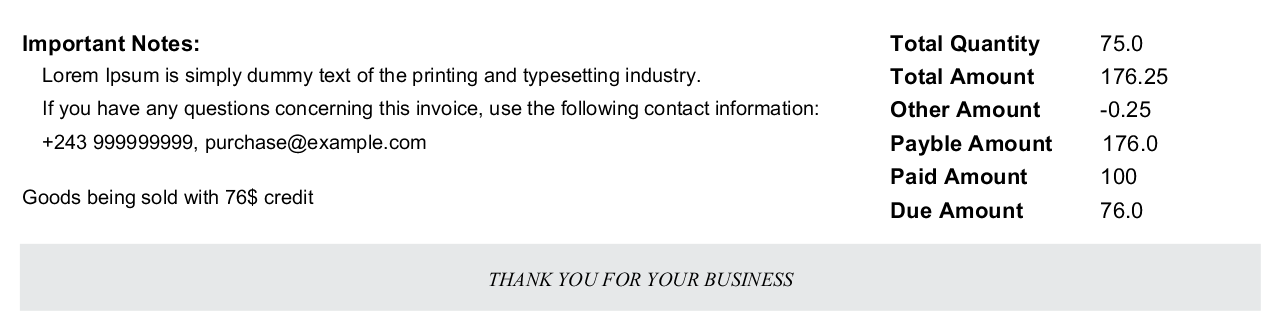 Important Notes:
Lorem Ipsum is simply dummy text of the printing and typesetting industry.
If you have any questions concerning this invoice, use the following contact information:
+243 999999999, purchase@example.com
Goods being sold with 76$ credit
Total Quantity 75.0
Total Amount 176.25
Other Amount -0.25
Payble Amount 176.0
Paid Amount 100
Due Amount 76.0
THANK YOU FOR YOUR BUSINESS